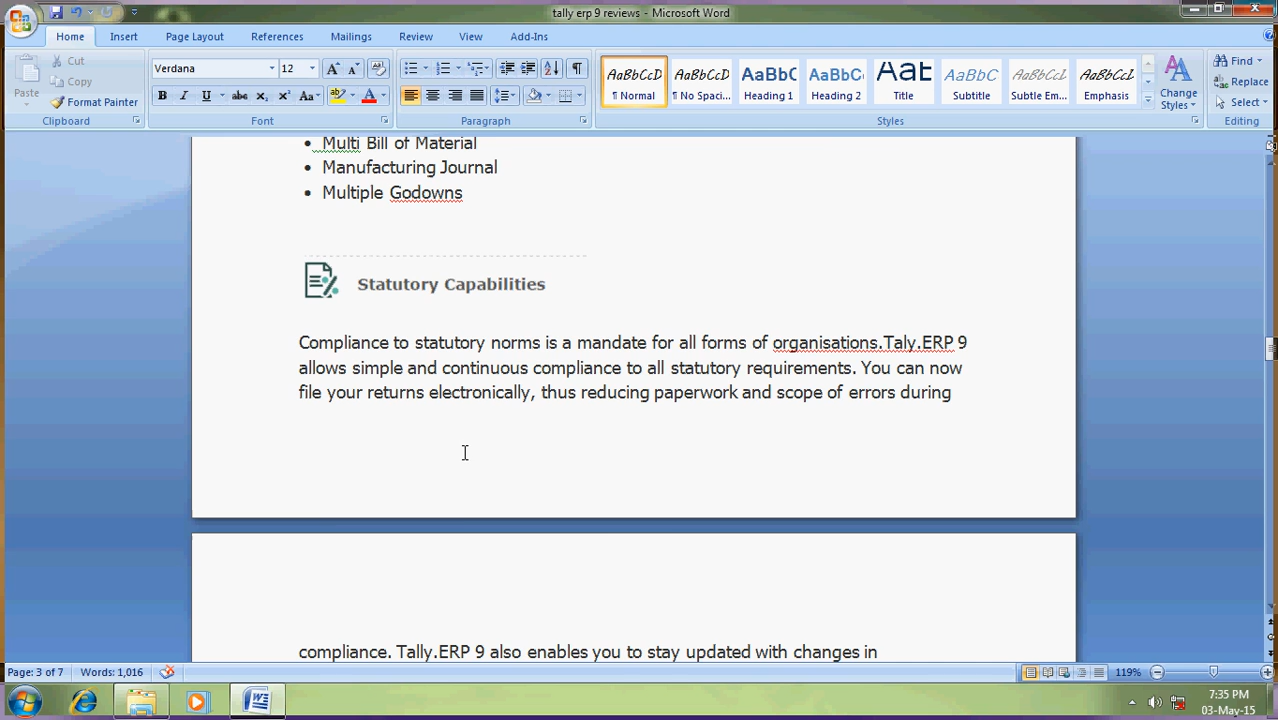 tally erp 9 reviews - Microsoft Word
Home Insert Page Layout References Mailings Review View Add-Ins
Paste
Cut
Copy
Format Painter
Clipboard
Verdana 12
Font
Paragraph
AaBbCcD AaBbCcD AaBbC AaBbCc AaB AaBbC AaBbCcD AaBbCcD
¶ Normal ¶ No Spaci... Heading 1 Heading 2 Title Subtitle Subtle Em... Emphasis
Change Styles
Styles
Find
Replace
Select
Editing
• Multi Bill of Material
• Manufacturing Journal
• Multiple Godowns
Statutory Capabilities
Compliance to statutory norms is a mandate for all forms of organisations.Taly.ERP 9
allows simple and continuous compliance to all statutory requirements. You can now
file your returns electronically, thus reducing paperwork and scope of errors during
compliance. Tally.ERP 9 also enables you to stay updated with changes in
Page: 3 of 7 Words: 1,016 119%
7:35 PM
03-May-15